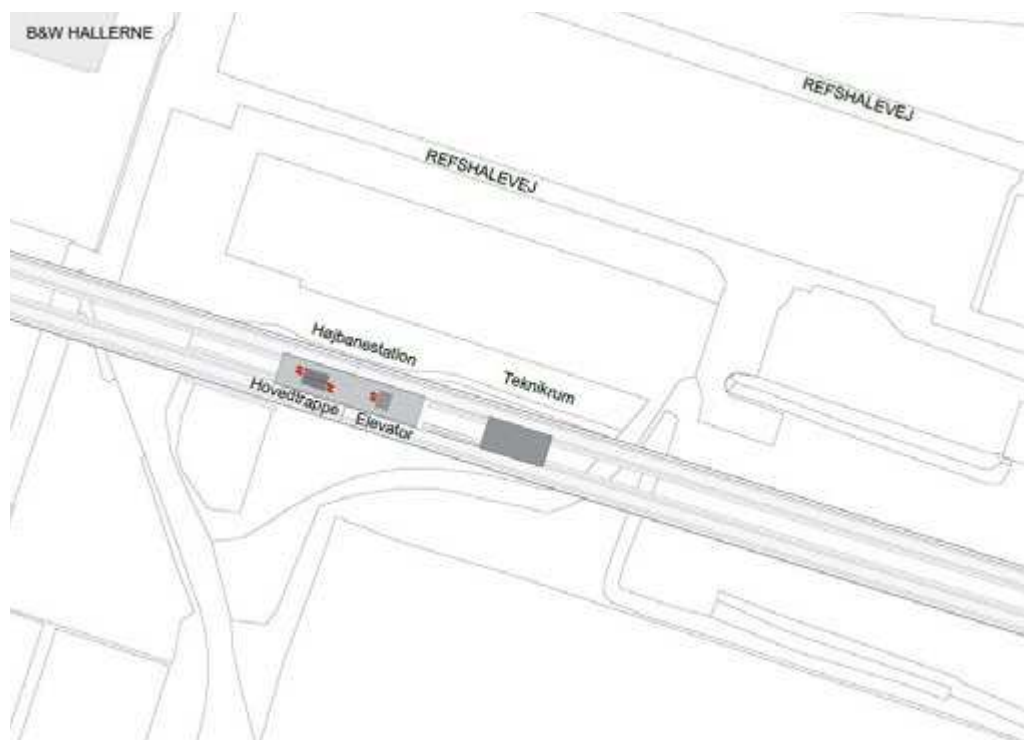 B&W HALLERNE
REFSHALEVEJ
REFSHALEVEJ
Højbanestation
Teknikrum
Hovedtrappe
Elevator